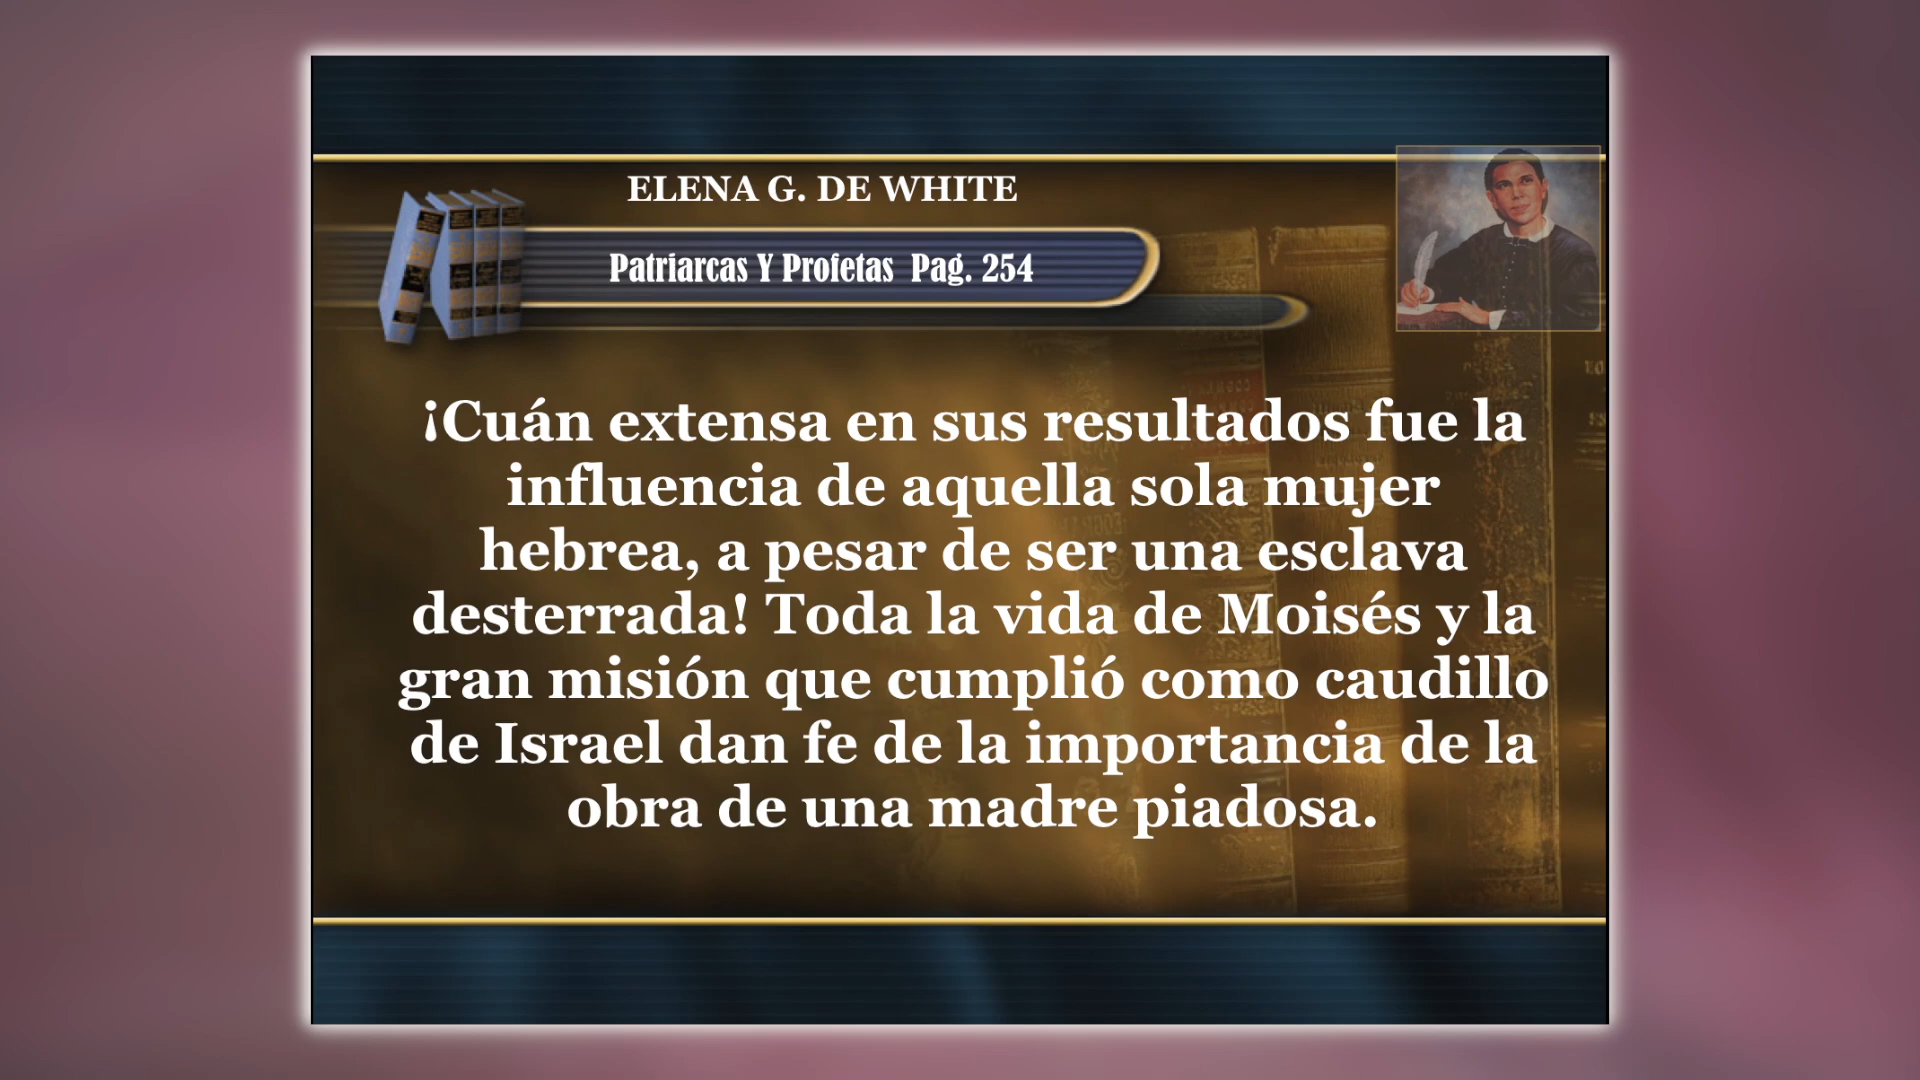 ELENA G. DE WHITE
Patriarcas Y Profetas  Pag. 254
¡Cuán extensa en sus resultados fue la
influencia de aquella sola mujer
hebrea, a pesar de ser una esclava
desterrada! Toda la vida de Moisés y la
gran misión que cumplió como caudillo
de Israel dan fe de la importancia de la
obra de una madre piadosa.